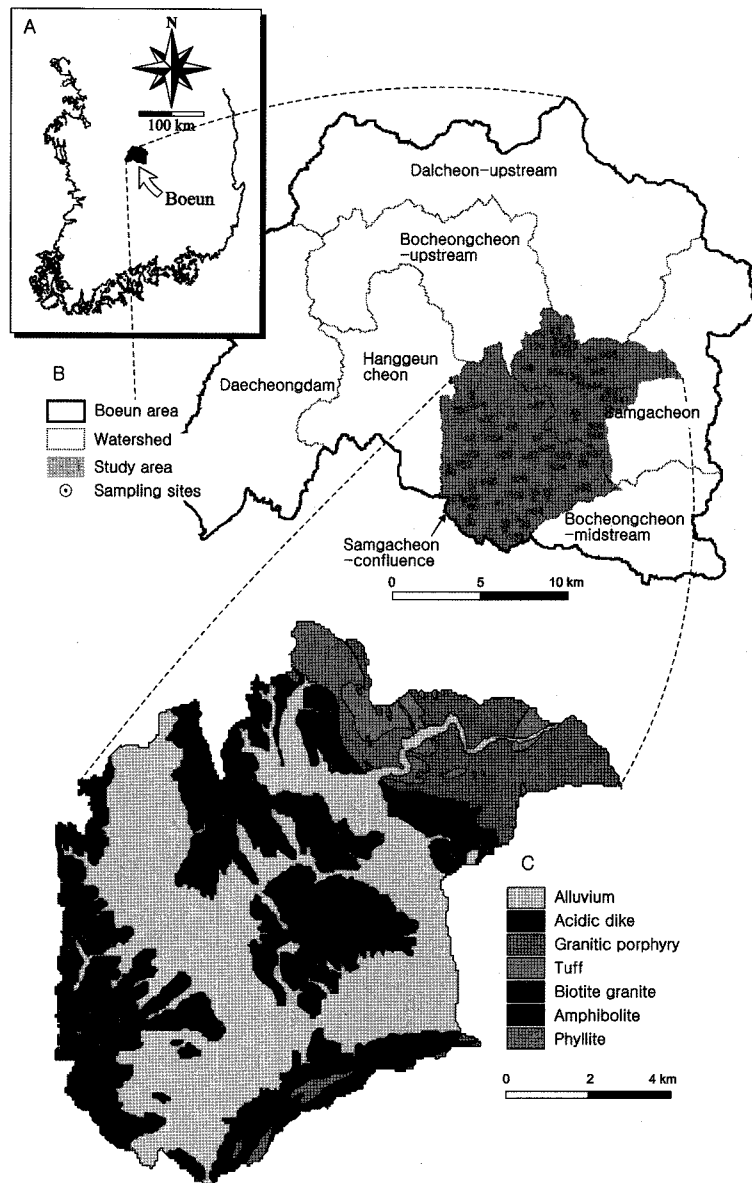 A
N
100 km
Boeun
Dalcheon-upstream
Bocheongcheon
-upstream
Hanggeun
cheon
Daecheongdam
Samgacheon
Bocheongcheon
-midstream
Samgacheon
-confluence
0 5 10 km
B
Boeun area
Watershed
Study area
Sampling sites
C
Alluvium
Acidic dike
Granitic porphyry
Tuff
Biotite granite
Amphibolite
Phyllite
0 2 4 km